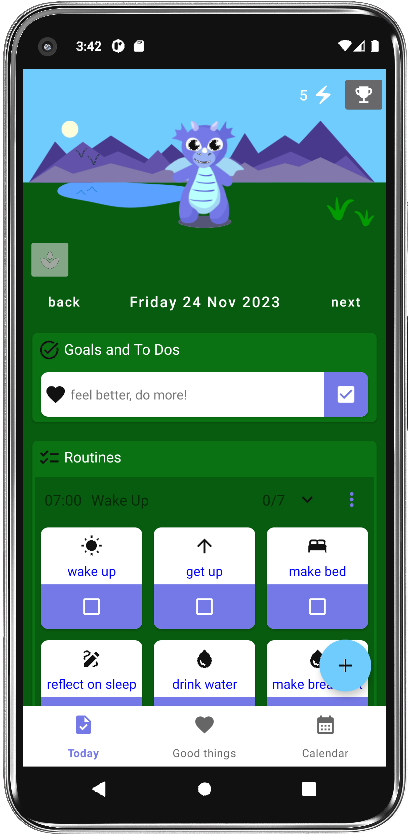 3:42
5
back Friday 24 Nov 2023 next
Goals and To Dos
feel better, do more!
Routines
07:00 Wake Up 0/7
wake up get up make bed
reflect on sleep drink water make
Today Good things Calendar